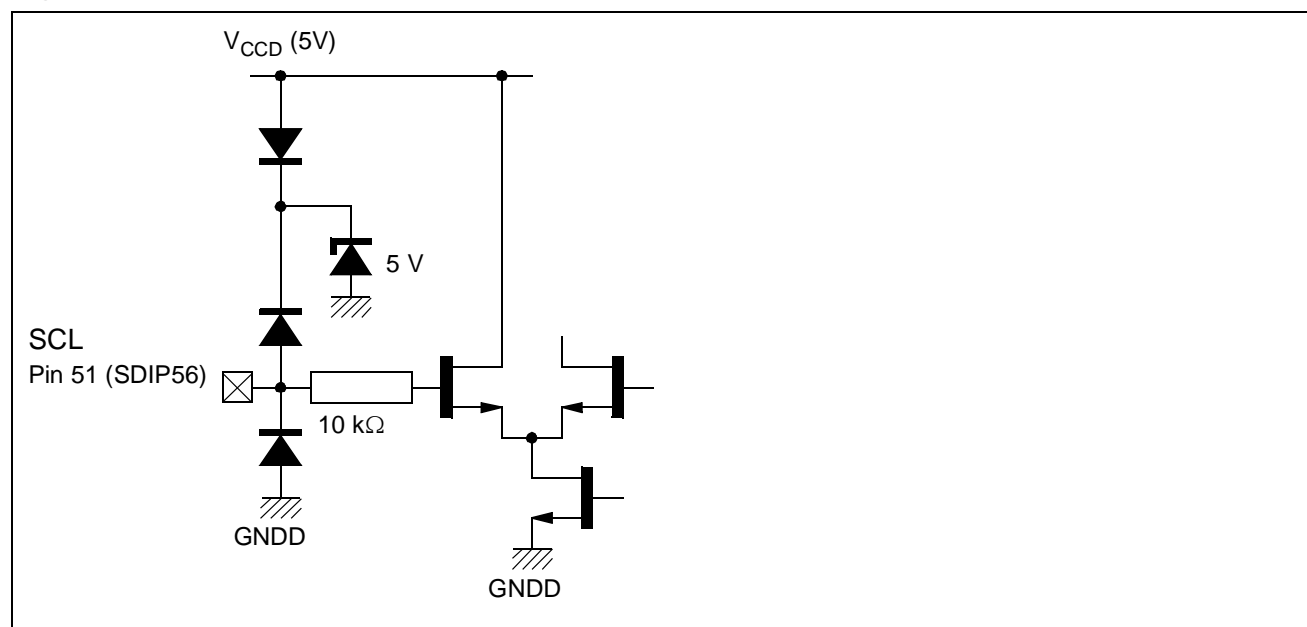 V_CCD (5V)
5 V
SCL
Pin 51 (SDIP56)
10 kΩ
GNDD
GNDD